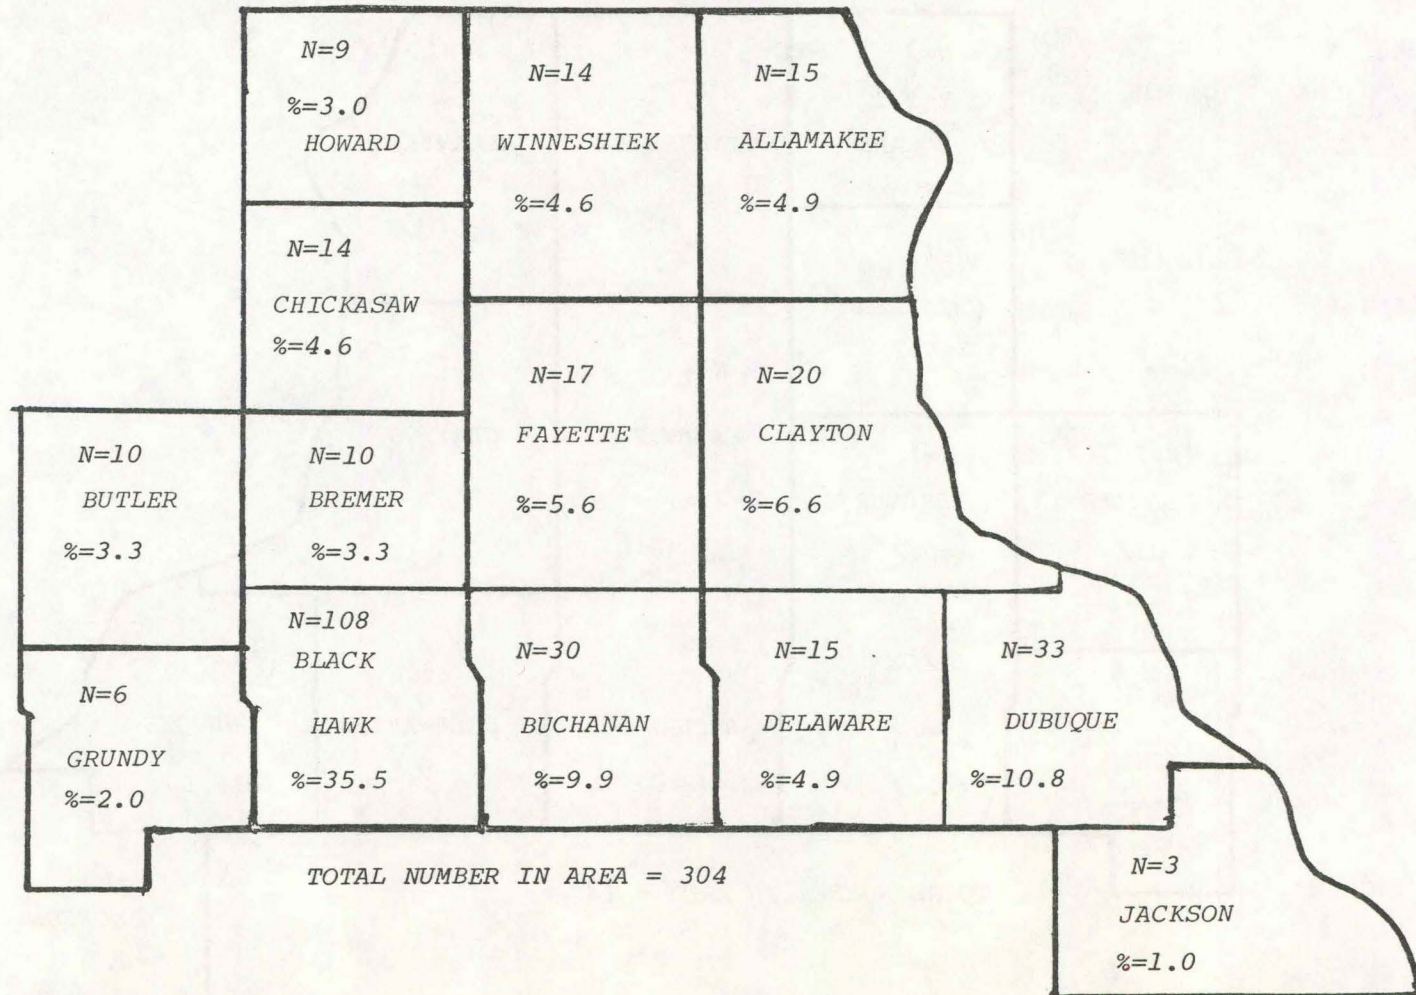 N=9
%=3.0
HOWARD
N=14
WINNESHIEK
%=4.6
N=15
ALLAMAKEE
%=4.9
N=14
CHICKASAW
%=4.6
N=17
FAYETTE
%=5.6
N=20
CLAYTON
%=6.6
N=10
BUTLER
%=3.3
N=10
BREMER
%=3.3
N=6
GRUNDY
%=2.0
N=108
BLACK
HAWK
%=35.5
N=30
BUCHANAN
%=9.9
N=15
DELAWARE
%=4.9
N=33
DUBUQUE
%=10.8
TOTAL NUMBER IN AREA = 304
N=3
JACKSON
%=1.0